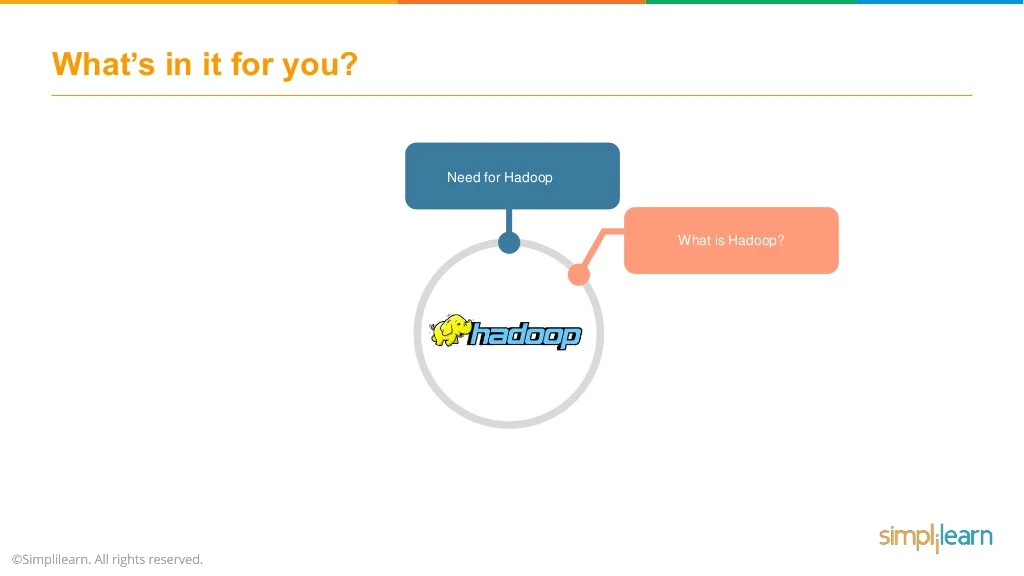 What’s in it for you?
Need for Hadoop
What is Hadoop?
hadoop
simplilearn
©Simplilearn. All rights reserved.